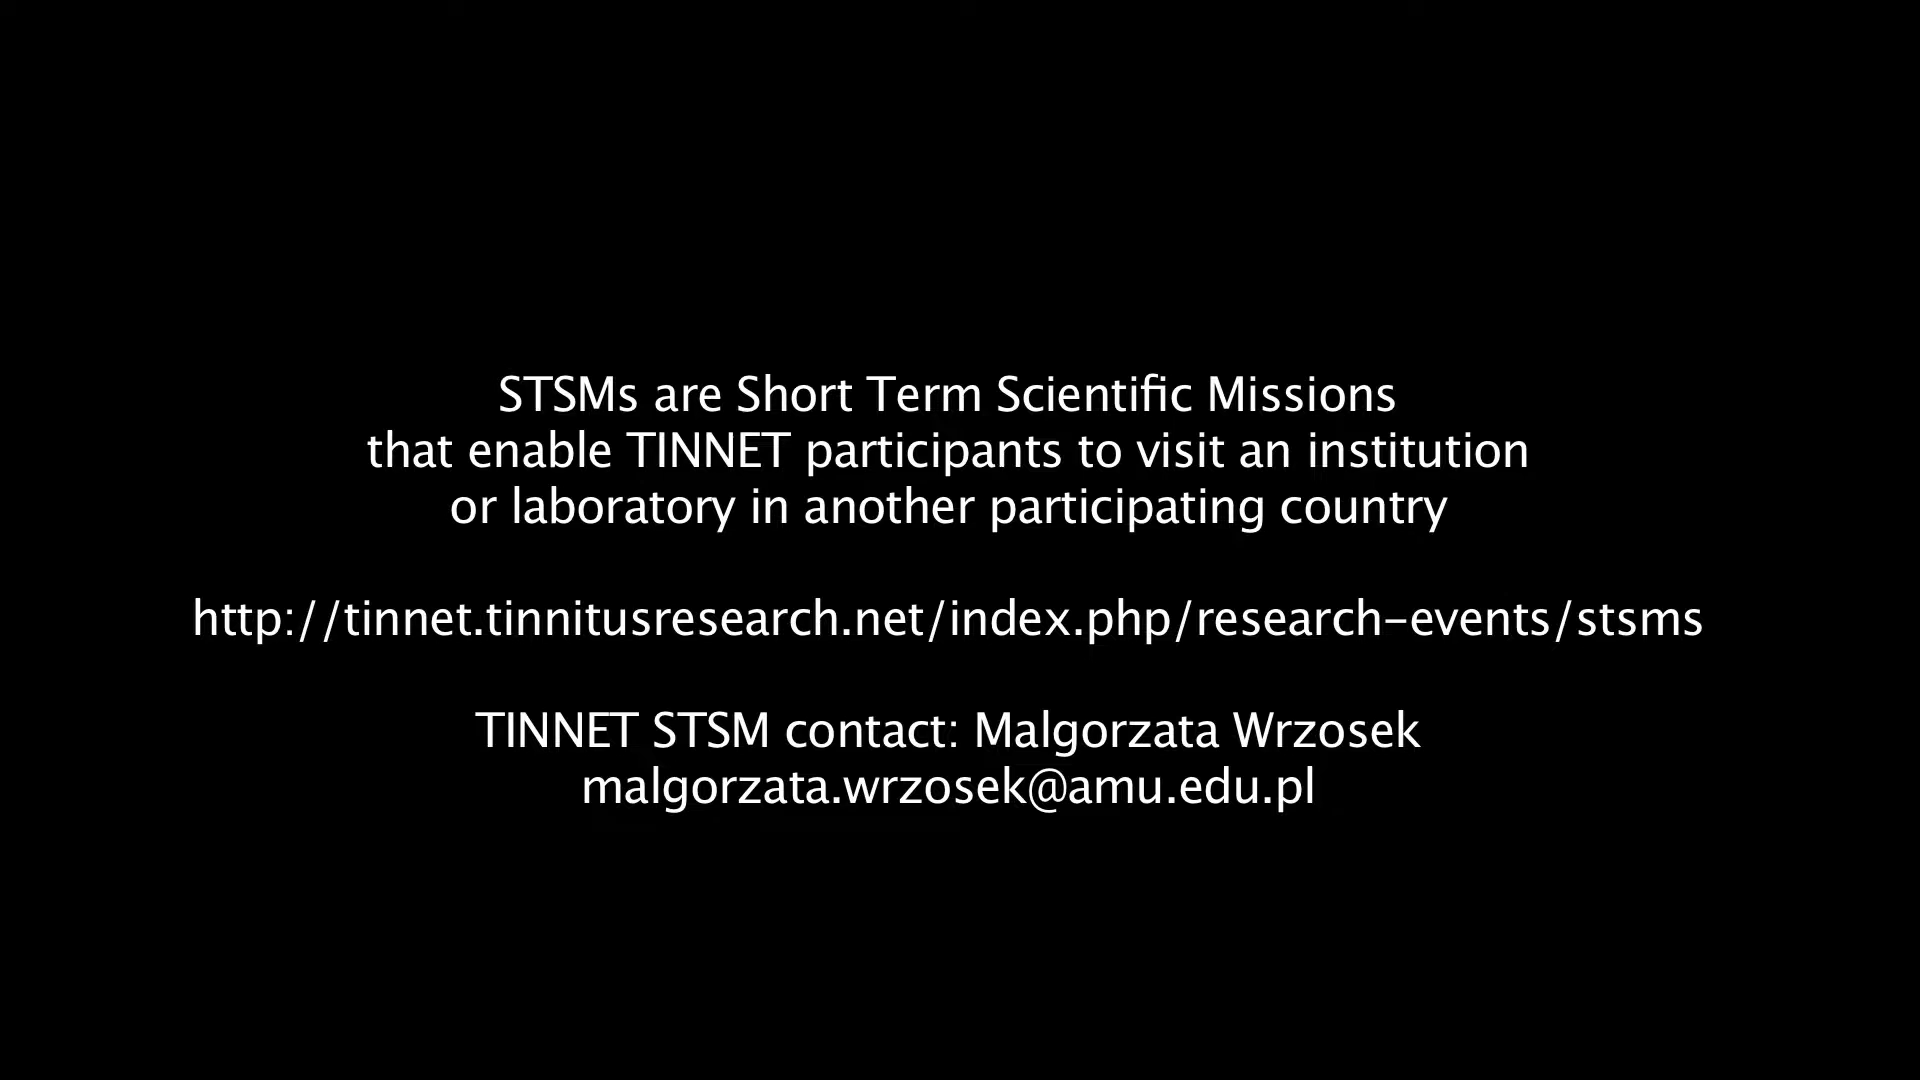 STSMs are Short Term Scientific Missions
that enable TINNET participants to visit an institution
or laboratory in another participating country
http://tinnet.tinnitusresearch.net/index.php/research-events/stsms
TINNET STSM contact: Malgorzata Wrzosek
malgorzata.wrzosek@amu.edu.pl